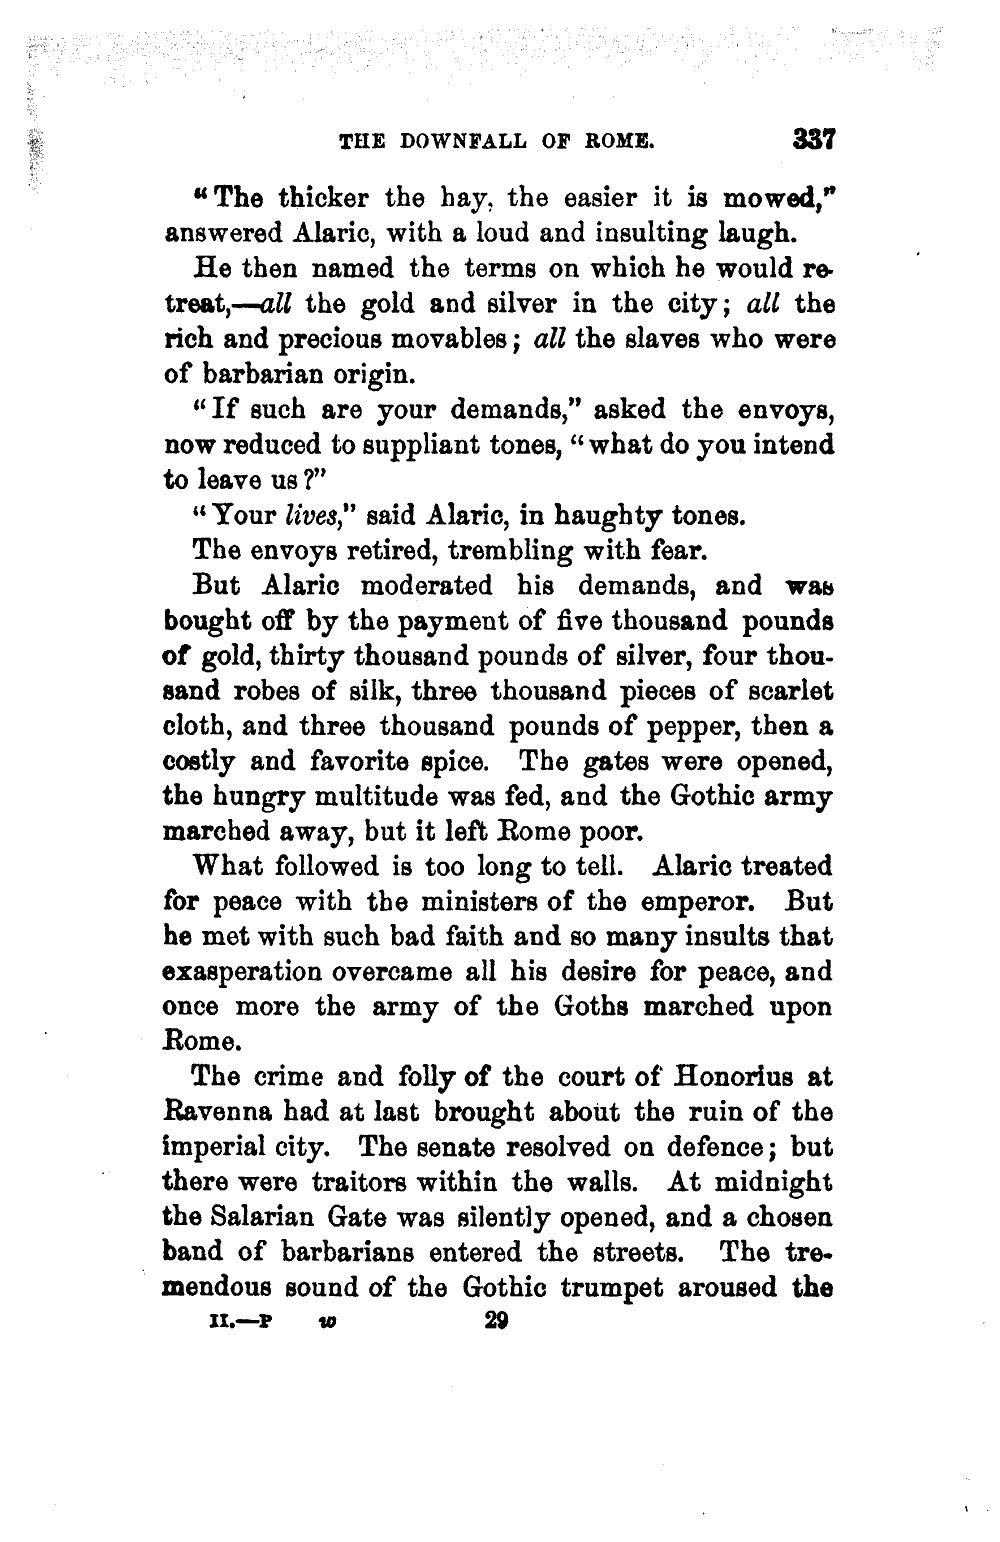 THE DOWNFALL OF ROME. 337
“The thicker the hay, the easier it is mowed,”
answered Alaric, with a loud and insulting laugh.
He then named the terms on which he would re-
treat,—all the gold and silver in the city; all the
rich and precious movables; all the slaves who were
of barbarian origin.
“If such are your demands,” asked the envoys,
now reduced to suppliant tones, “what do you intend
to leave us?”
“Your lives,” said Alaric, in haughty tones.
The envoys retired, trembling with fear.
But Alaric moderated his demands, and was
bought off by the payment of five thousand pounds
of gold, thirty thousand pounds of silver, four thou-
sand robes of silk, three thousand pieces of scarlet
cloth, and three thousand pounds of pepper, then a
costly and favorite spice. The gates were opened,
the hungry multitude was fed, and the Gothic army
marched away, but it left Rome poor.
What followed is too long to tell. Alaric treated
for peace with the ministers of the emperor. But
he met with such bad faith and so many insults that
exasperation overcame all his desire for peace, and
once more the army of the Goths marched upon
Rome.
The crime and folly of the court of Honorius at
Ravenna had at last brought about the ruin of the
imperial city. The senate resolved on defence; but
there were traitors within the walls. At midnight
the Salarian Gate was silently opened, and a chosen
band of barbarians entered the streets. The tre-
mendous sound of the Gothic trumpet aroused the
II.—P w 29